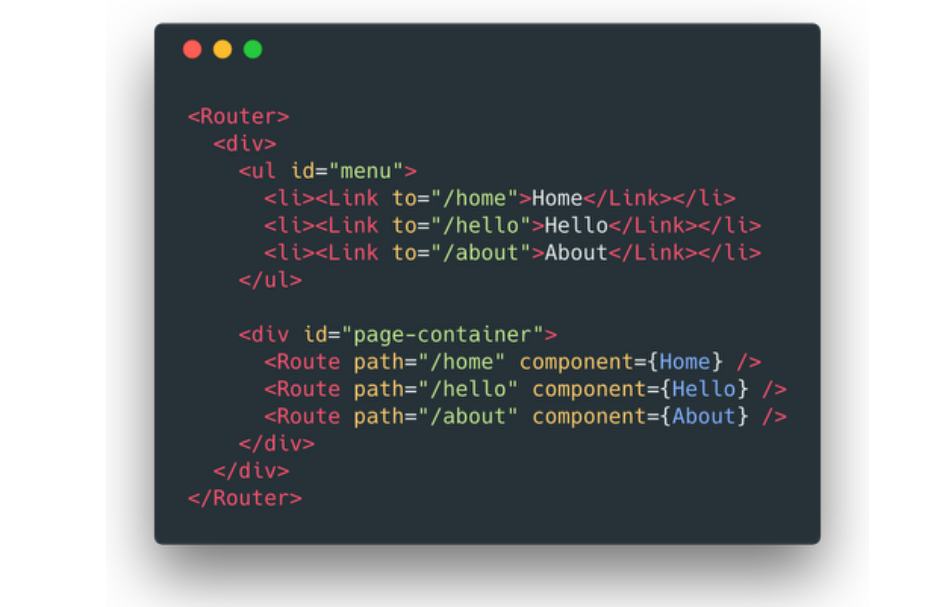 <Router>
  <div>
    <ul id="menu">
      <li><Link to="/home">Home</Link></li>
      <li><Link to="/hello">Hello</Link></li>
      <li><Link to="/about">About</Link></li>
    </ul>

    <div id="page-container">
      <Route path="/home" component={Home} />
      <Route path="/hello" component={Hello} />
      <Route path="/about" component={About} />
    </div>
  </div>
</Router>